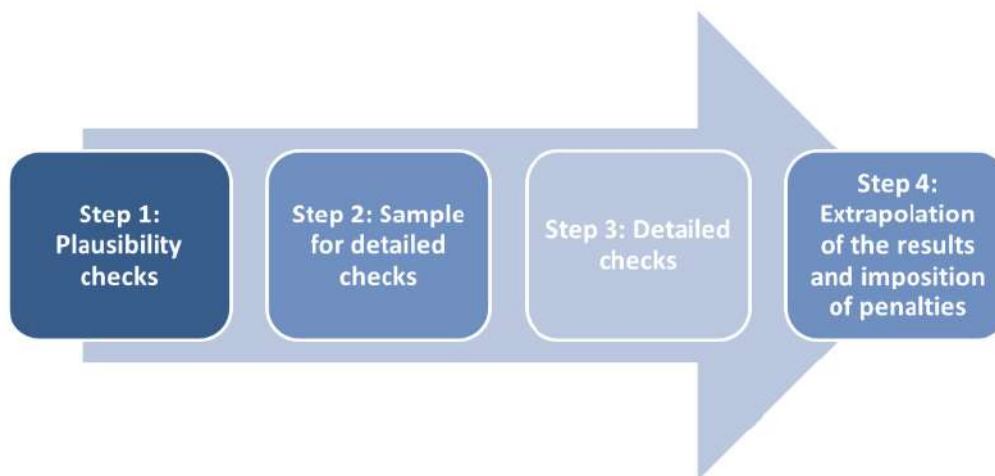 Step 1:
Plausibility
checks
Step 2: Sample
for detailed
checks
Step 3: Detailed
checks
Step 4:
Extrapolation
of the results
and imposition
of penalties